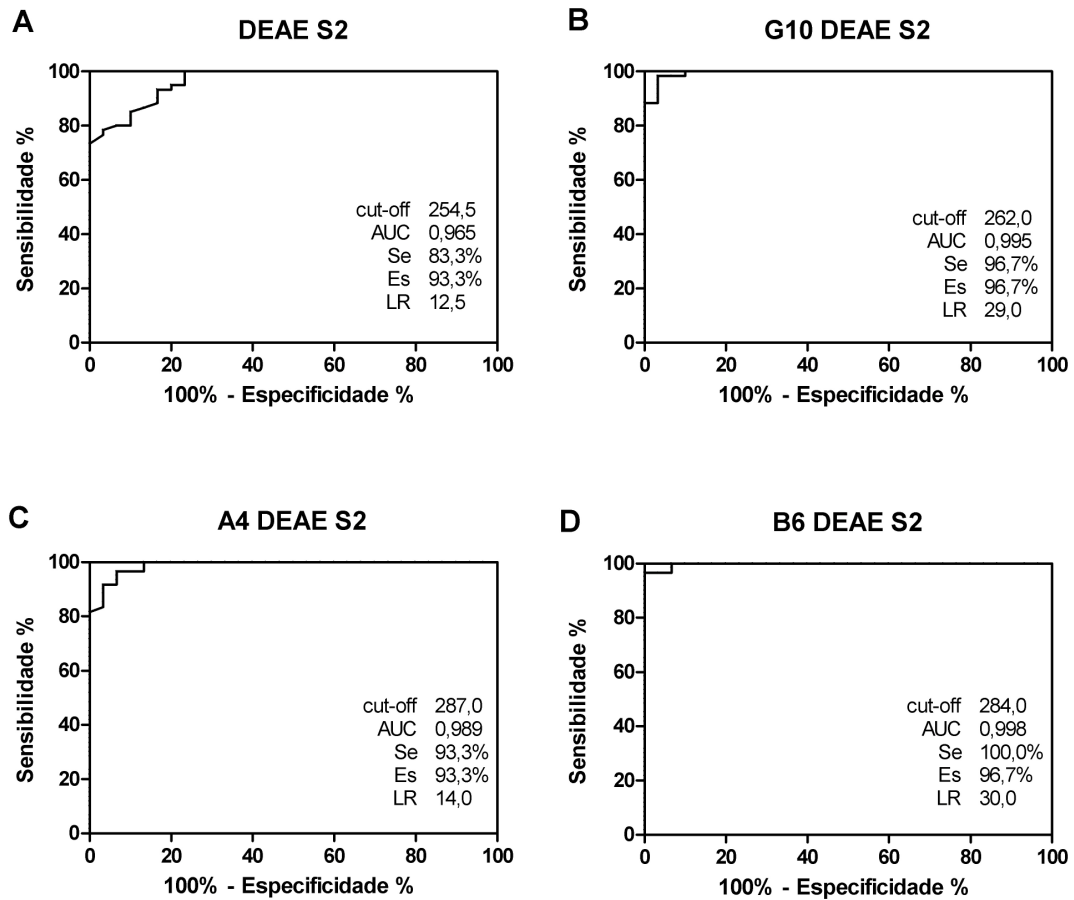 A
DEAE S2
100
80
60
40
20
0
Sensibilidade %
cut-off 254,5
AUC 0,965
Se 83,3%
Es 93,3%
LR 12,5
0 20 40 60 80 100
100% - Especificidade %
B
G10 DEAE S2
100
80
60
40
20
0
Sensibilidade %
cut-off 262,0
AUC 0,995
Se 96,7%
Es 96,7%
LR 29,0
0 20 40 60 80 100
100% - Especificidade %
C
A4 DEAE S2
100
80
60
40
20
0
Sensibilidade %
cut-off 287,0
AUC 0,989
Se 93,3%
Es 93,3%
LR 14,0
0 20 40 60 80 100
100% - Especificidade %
D
B6 DEAE S2
100
80
60
40
20
0
Sensibilidade %
cut-off 284,0
AUC 0,998
Se 100,0%
Es 96,7%
LR 30,0
0 20 40 60 80 100
100% - Especificidade %